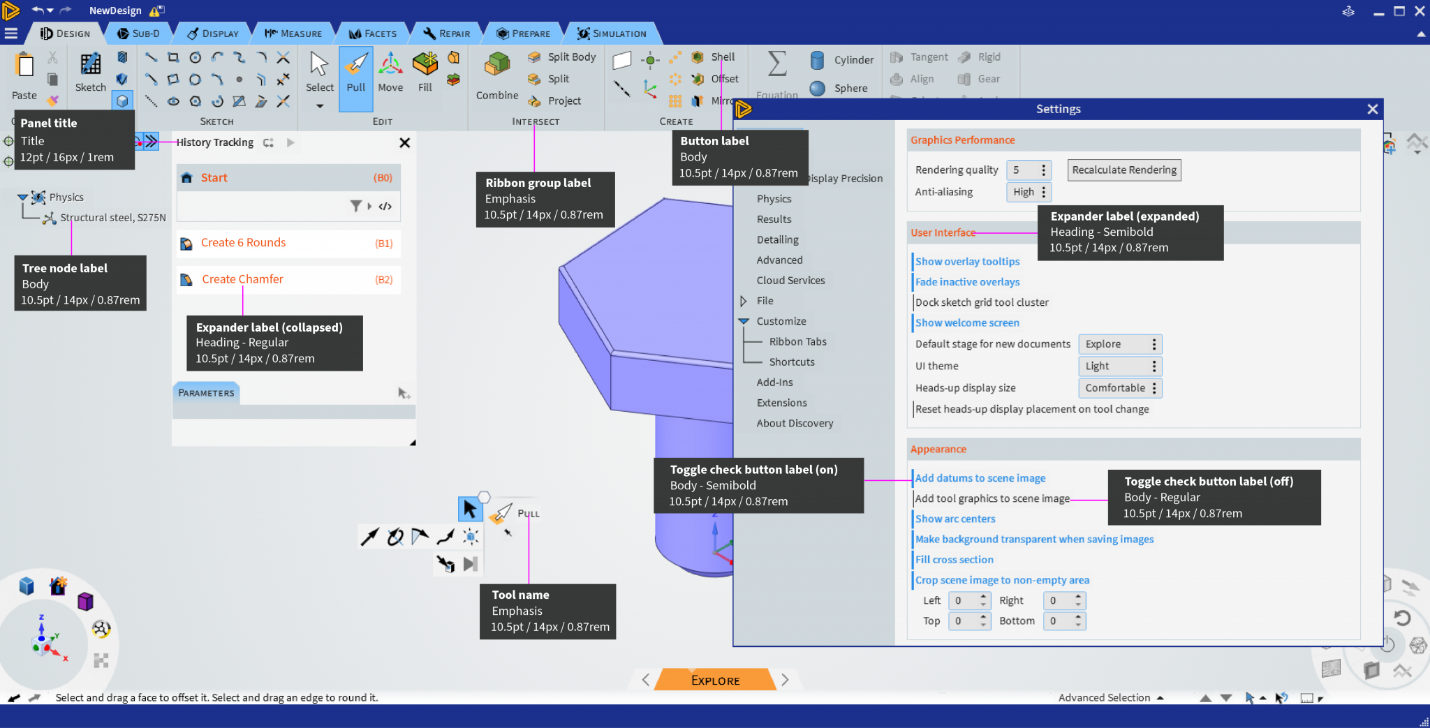 NewDesign
DESIGN
SUB-D
DISPLAY
MEASURE
FACETS
REPAIR
PREPARE
SIMULATION
Paste
Sketch
SKETCH
Select
Pull
Move
Fill
EDIT
Combine
Split Body
Split
Project
INTERSECT
Shell
Offset
CREATE
Equation
Cylinder
Sphere
Tangent
Rigid
Align
Gear
Panel title
Title
12pt / 16px / 1rem
History Tracking
Start
(B0)
Create 6 Rounds
(B1)
Create Chamfer
(B2)
Expander label (collapsed)
Heading - Regular
10.5pt / 14px / 0.87rem
PARAMETERS
Physics
Structural steel, S275N
Tree node label
Body
10.5pt / 14px / 0.87rem
Ribbon group label
Emphasis
10.5pt / 14px / 0.87rem
Button label
Body
10.5pt / 14px / 0.87rem
PULL
Tool name
Emphasis
10.5pt / 14px / 0.87rem
Z
Y
X
Settings
Display Precision
Physics
Results
Detailing
Advanced
Cloud Services
File
Customize
Ribbon Tabs
Shortcuts
Add-Ins
Extensions
About Discovery
Graphics Performance
Rendering quality
5
Recalculate Rendering
Anti-aliasing
High
User Interface
Expander label (expanded)
Heading - Semibold
10.5pt / 14px / 0.87rem
Show overlay tooltips
Fade inactive overlays
Dock sketch grid tool cluster
Show welcome screen
Default stage for new documents
Explore
UI theme
Light
Heads-up display size
Comfortable
Reset heads-up display placement on tool change
Appearance
Add datums to scene image
Add tool graphics to scene image
Show arc centers
Make background transparent when saving images
Fill cross section
Crop scene image to non-empty area
Left 0 Right 0
Top 0 Bottom 0
Toggle check button label (on)
Body - Semibold
10.5pt / 14px / 0.87rem
Toggle check button label (off)
Body - Regular
10.5pt / 14px / 0.87rem
EXPLORE
Select and drag a face to offset it. Select and drag an edge to round it.
Advanced Selection